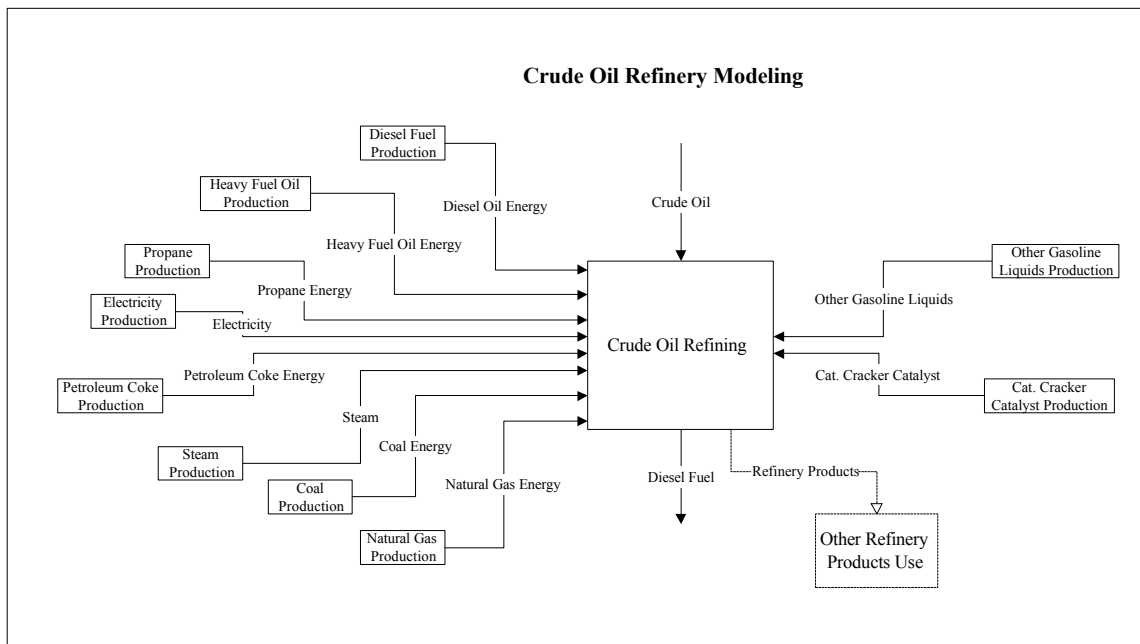 Crude Oil Refinery Modeling
Diesel Fuel
Production
Heavy Fuel Oil
Production
Diesel Oil Energy
Crude Oil
Heavy Fuel Oil Energy
Propane
Production
Propane Energy
Other Gasoline
Liquids Production
Electricity
Production
Electricity
Other Gasoline Liquids
Crude Oil Refining
Petroleum Coke Energy
Cat. Cracker Catalyst
Petroleum Coke
Production
Cat. Cracker
Catalyst Production
Steam
Coal Energy
Steam
Production
Natural Gas Energy
Diesel Fuel
Refinery Products
Coal
Production
Natural Gas
Production
Other Refinery
Products Use